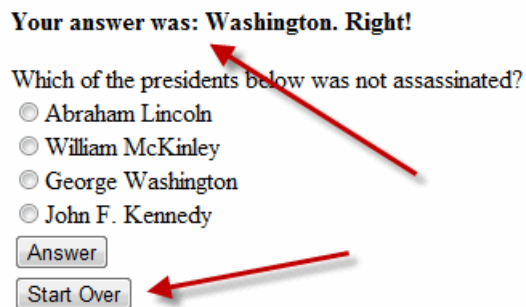 Your answer was: Washington. Right!
Which of the presidents below was not assassinated?
Abraham Lincoln
William McKinley
George Washington
John F. Kennedy
Answer
Start Over